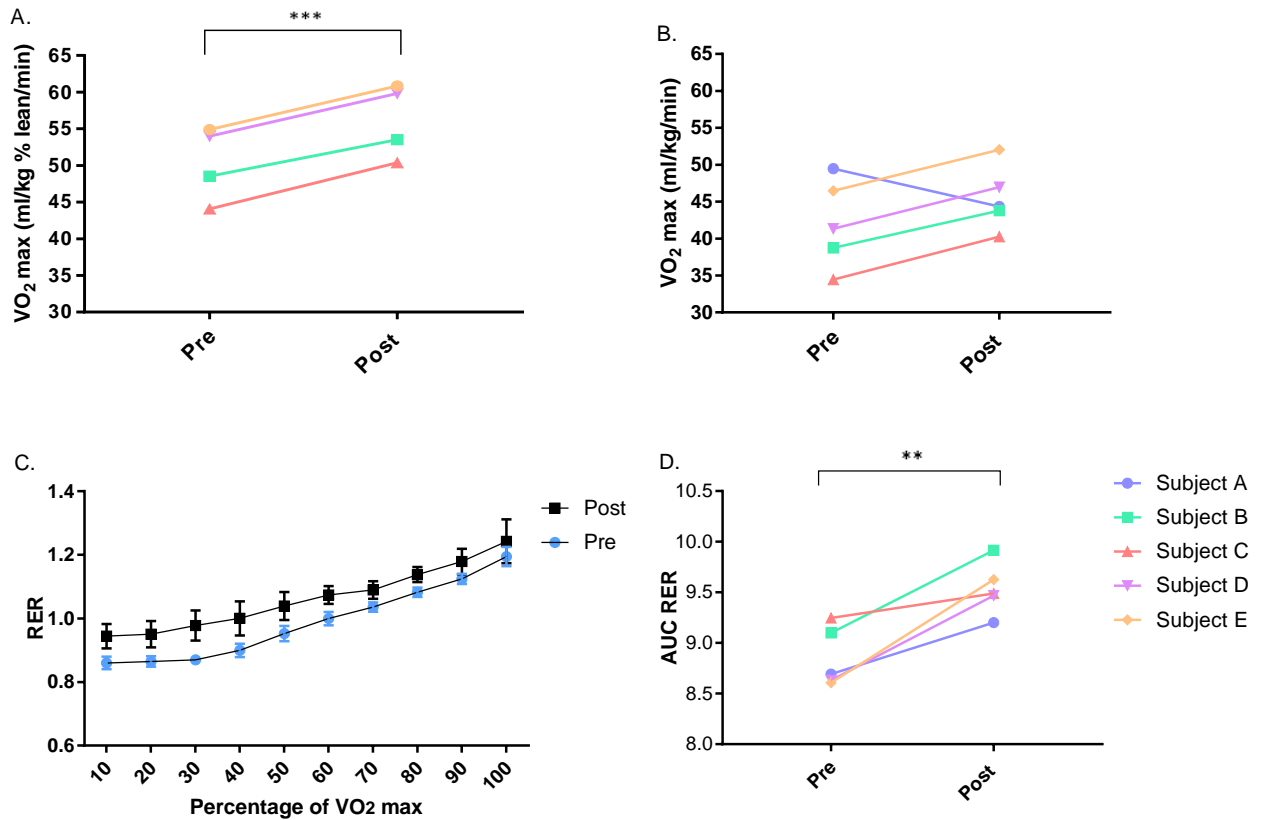 A.
***
VO2 max (ml/kg % lean/min)
65
60
55
50
45
40
35
30
Pre
Post
B.
VO2 max (ml/kg/min)
65
60
55
50
45
40
35
30
Pre
Post
C.
RER
1.4
1.2
1.0
0.8
0.6
10
20
30
40
50
60
70
80
90
100
Percentage of VO2 max
Post
Pre
D.
**
AUC RER
10.5
10.0
9.5
9.0
8.5
8.0
Pre
Post
Subject A
Subject B
Subject C
Subject D
Subject E